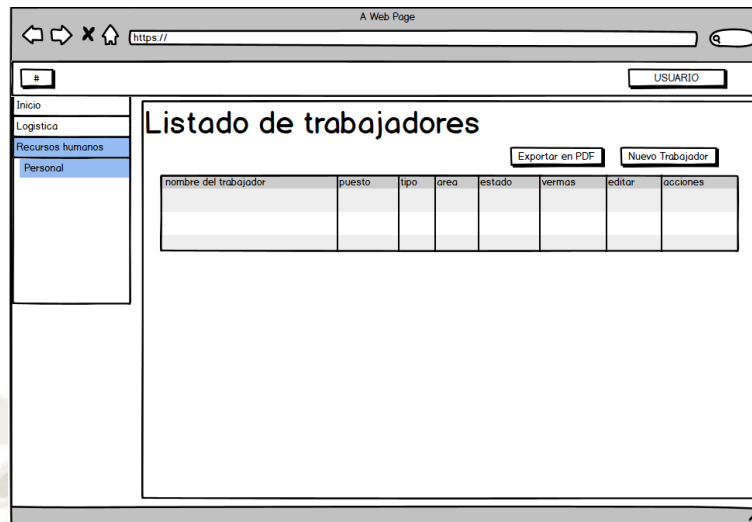 A Web Page
https://
#
USUARIO
Inicio
Logistica
Recursos humanos
Personal
Listado de trabajadores
Exportar en PDF
Nuevo Trabajador
nombre del trabajador puesto tipo area estado vermas editar acciones